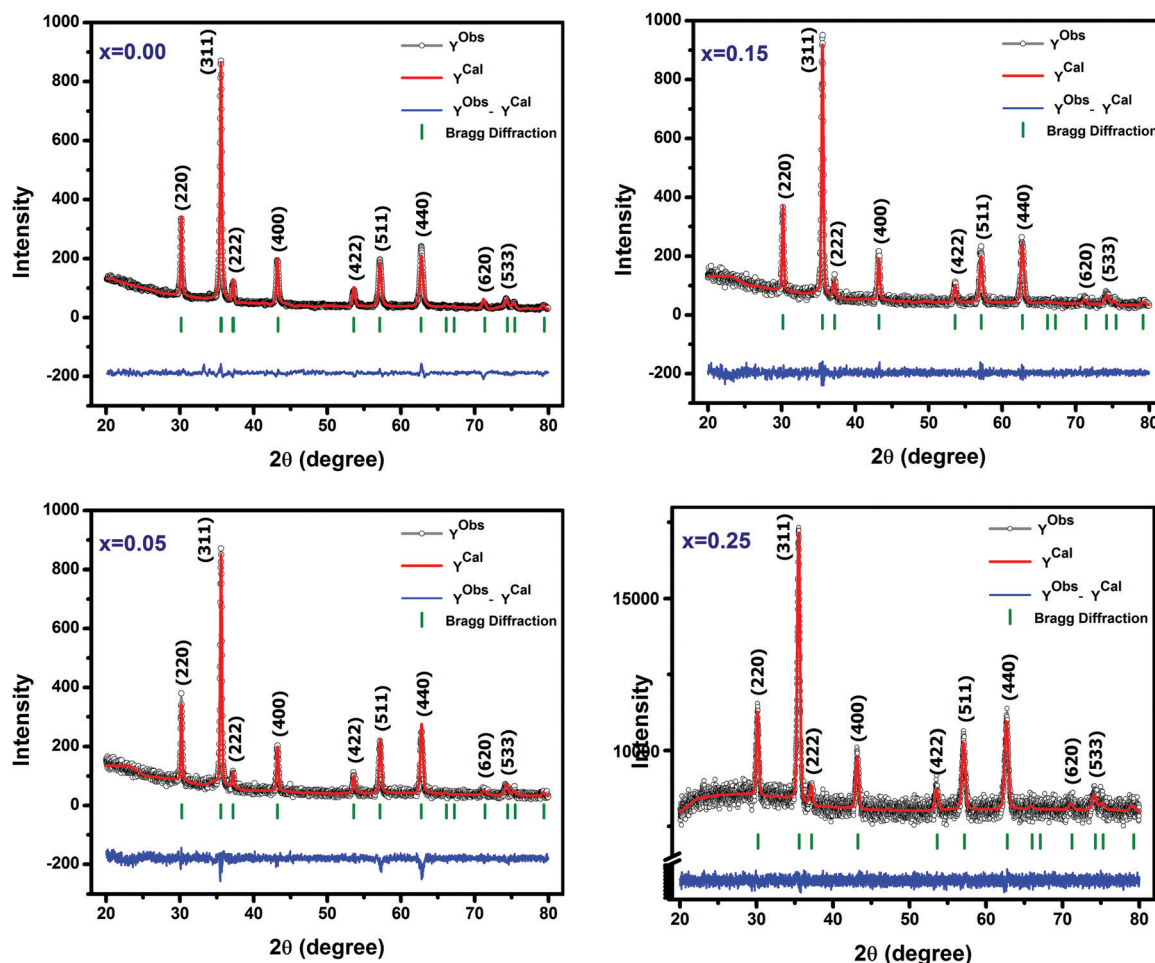 x=0.00
(311)
Y^Obs
Y^Cal
Y^Obs - Y^Cal
Bragg Diffraction
(220)
(222)
(400)
(422)
(511)
(440)
(620)
(533)
1000
800
600
400
200
0
-200
Intensity
20 30 40 50 60 70 80
2θ (degree)
x=0.15
(311)
Y^Obs
Y^Cal
Y^Obs - Y^Cal
Bragg Diffraction
(220)
(222)
(400)
(422)
(511)
(440)
(620)
(533)
1000
800
600
400
200
0
-200
Intensity
20 30 40 50 60 70 80
2θ (degree)
x=0.05
(311)
Y^Obs
Y^Cal
Y^Obs - Y^Cal
Bragg Diffraction
(220)
(222)
(400)
(422)
(511)
(440)
(620)
(533)
1000
800
600
400
200
0
-200
Intensity
20 30 40 50 60 70 80
2θ (degree)
x=0.25
(311)
Y^Obs
Y^Cal
Y^Obs - Y^Cal
Bragg Diffraction
(220)
(222)
(400)
(422)
(511)
(440)
(620)
(533)
15000
10000
Intensity
20 30 40 50 60 70 80
2θ (degree)